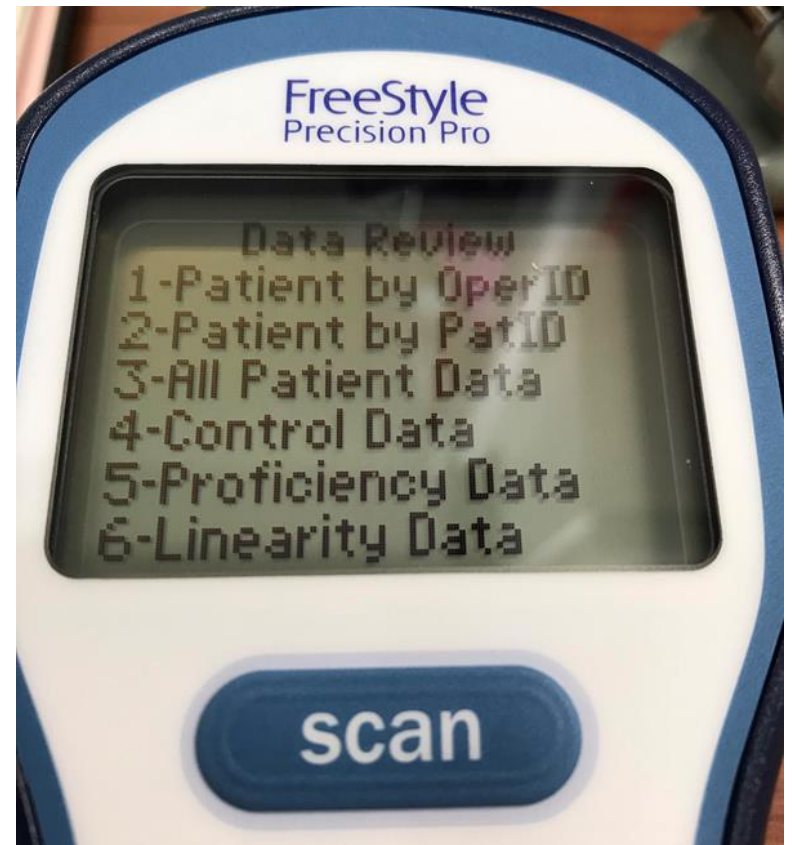 FreeStyle
Precision Pro
Data Review
1-Patient by OperID
2-Patient by PatID
3-All Patient Data
4-Control Data
5-Proficiency Data
6-Linearity Data
scan